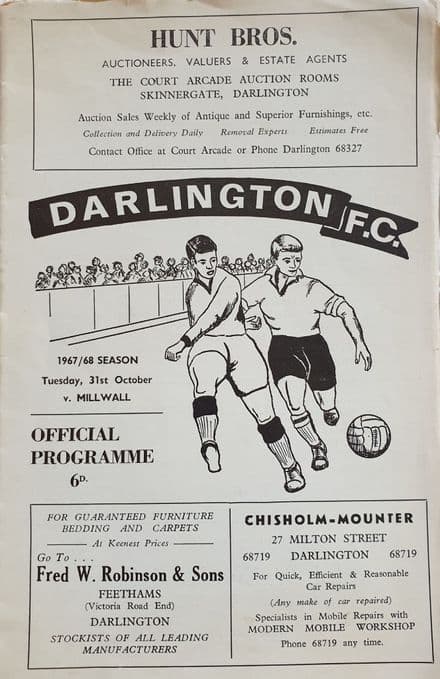 HUNT BROS.
AUCTIONEERS, VALUERS & ESTATE AGENTS
THE COURT ARCADE AUCTION ROOMS
SKINNERGATE, DARLINGTON
Auction Sales Weekly of Antique and Superior Furnishings, etc.
Collection and Delivery Daily Removal Experts Estimates Free
Contact Office at Court Arcade or Phone Darlington 68327
DARLINGTON F.C.
1967/68 SEASON
Tuesday, 31st October
v. MILLWALL
OFFICIAL
PROGRAMME
6D.
FOR GUARANTEED FURNITURE
BEDDING AND CARPETS
At Keenest Prices
Go To . . .
Fred W. Robinson & Sons
FEETHAMS
(Victoria Road End)
DARLINGTON
STOCKISTS OF ALL LEADING
MANUFACTURERS
CHISHOLM-MOUNTER
27 MILTON STREET
68719 DARLINGTON 68719
For Quick, Efficient & Reasonable
Car Repairs
(Any make of car repaired)
Specialists in Mobile Repairs with
MODERN MOBILE WORKSHOP
Phone 68719 any time.